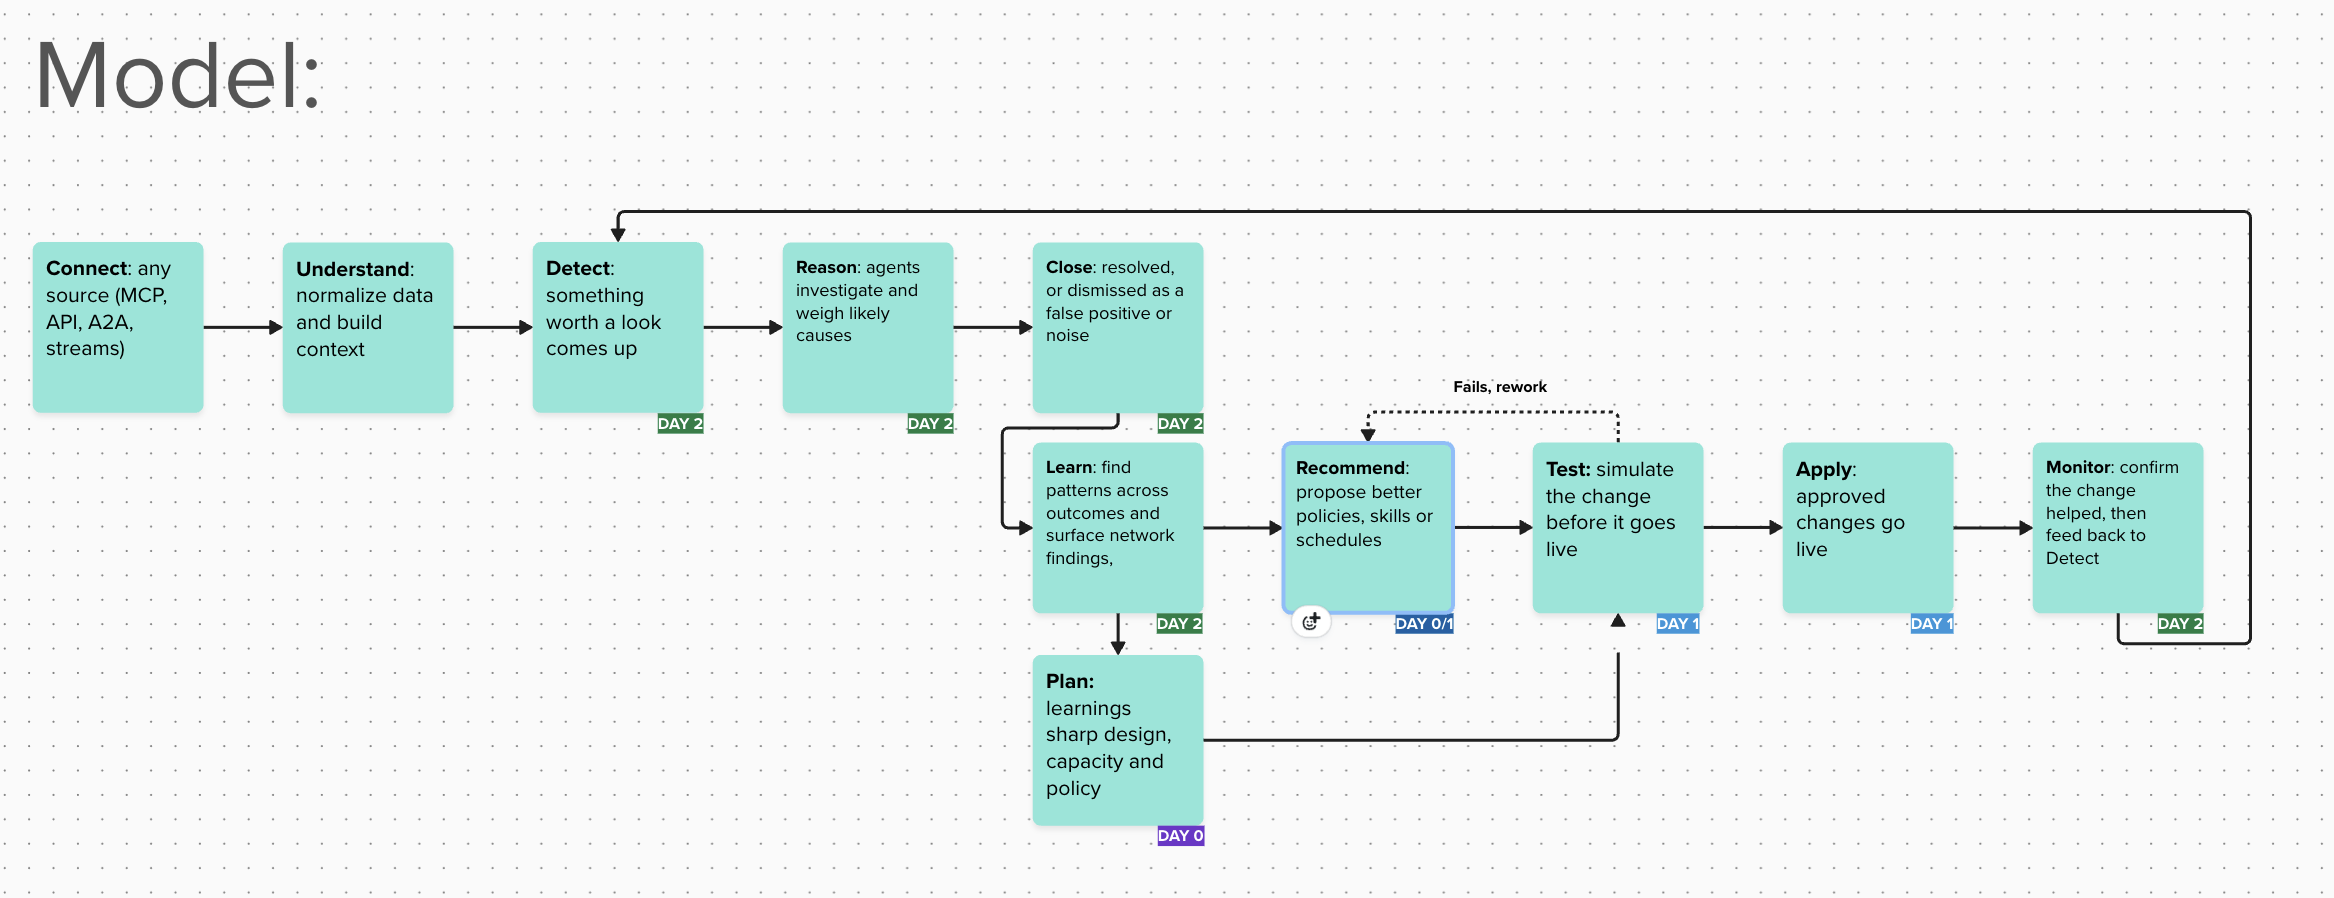 Model:
Connect: any
source (MCP,
API, A2A,
streams)
Understand:
normalize data
and build
context
Detect:
something
worth a look
comes up
DAY 2
Reason: agents
investigate and
weigh likely
causes
DAY 2
Close: resolved,
or dismissed as a
false positive or
noise
DAY 2
Learn: find
patterns across
outcomes and
surface network
findings,
DAY 2
Fails, rework
Recommend:
propose better
policies, skills or
schedules
DAY 0/1
Test: simulate
the change
before it goes
live
DAY 1
Apply:
approved
changes go
live
DAY 1
Monitor: confirm
the change
helped, then
feed back to
Detect
DAY 2
Plan:
learnings
sharp design,
capacity and
policy
DAY 0